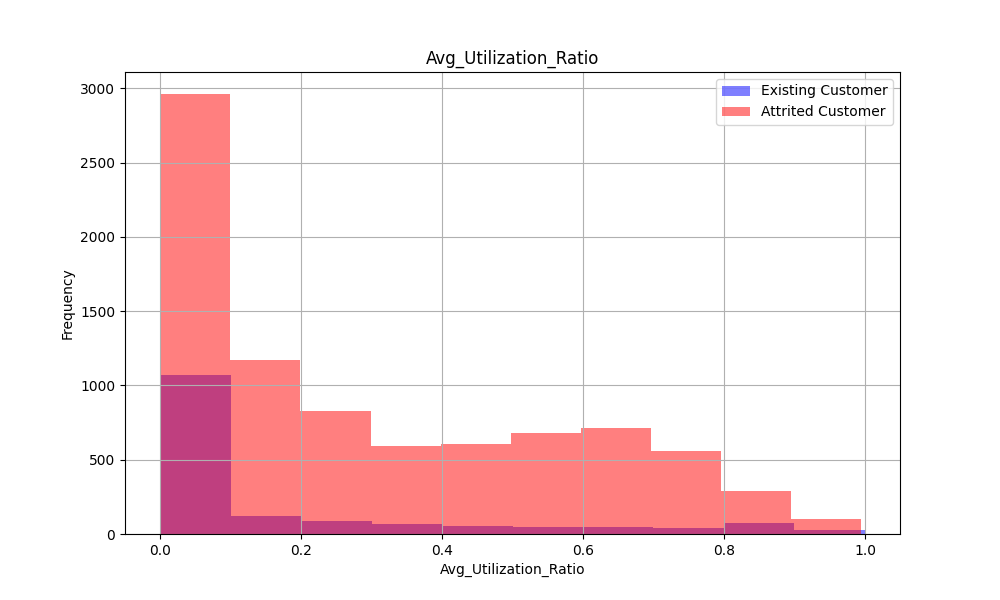 Avg_Utilization_Ratio
Existing Customer
Attrited Customer
3000
2500
2000
1500
1000
500
0
Frequency
0.0 0.2 0.4 0.6 0.8 1.0
Avg_Utilization_Ratio